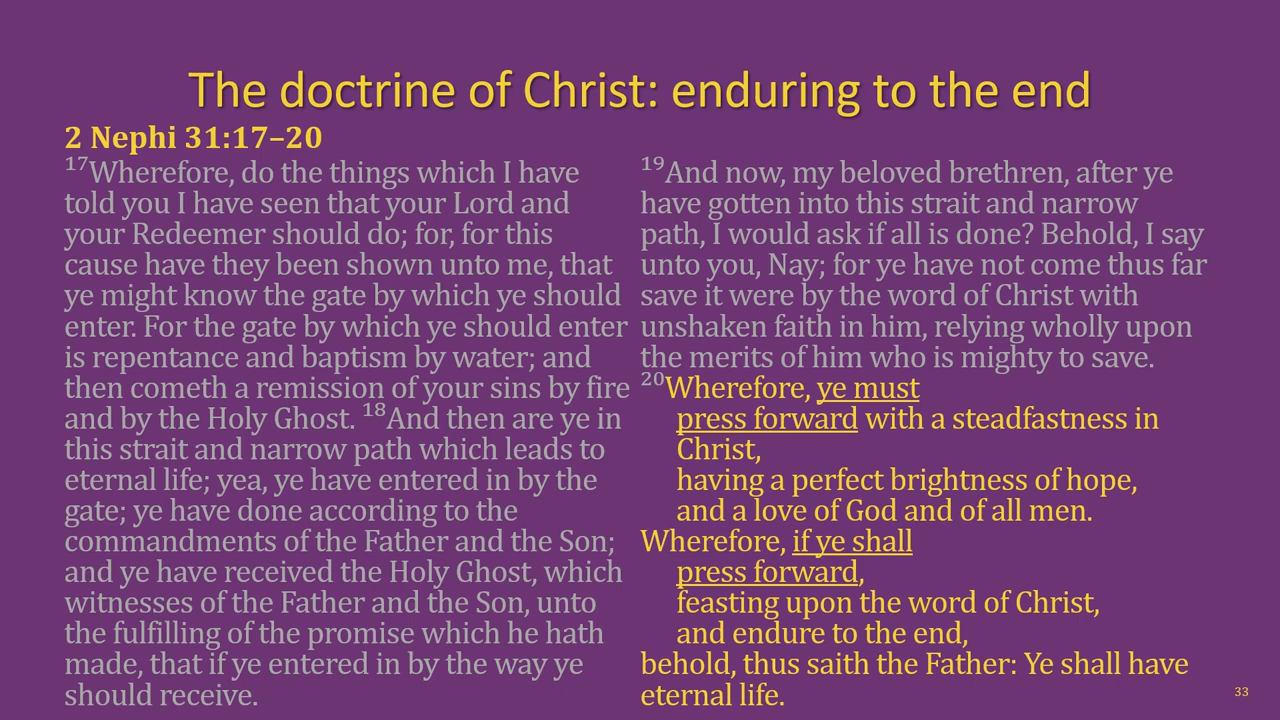 The doctrine of Christ: enduring to the end
2 Nephi 31:17–20
¹⁷Wherefore, do the things which I have
told you I have seen that your Lord and
your Redeemer should do; for, for this
cause have they been shown unto me, that
ye might know the gate by which ye should
enter. For the gate by which ye should enter
is repentance and baptism by water; and
then cometh a remission of your sins by fire
and by the Holy Ghost. ¹⁸And then are ye in
this strait and narrow path which leads to
eternal life; yea, ye have entered in by the
gate; ye have done according to the
commandments of the Father and the Son;
and ye have received the Holy Ghost, which
witnesses of the Father and the Son, unto
the fulfilling of the promise which he hath
made, that if ye entered in by the way ye
should receive.
¹⁹And now, my beloved brethren, after ye
have gotten into this strait and narrow
path, I would ask if all is done? Behold, I say
unto you, Nay; for ye have not come thus far
save it were by the word of Christ with
unshaken faith in him, relying wholly upon
the merits of him who is mighty to save.
²⁰Wherefore, ye must
press forward with a steadfastness in
Christ,
having a perfect brightness of hope,
and a love of God and of all men.
Wherefore, if ye shall
press forward,
feasting upon the word of Christ,
and endure to the end,
behold, thus saith the Father: Ye shall have
eternal life.
33